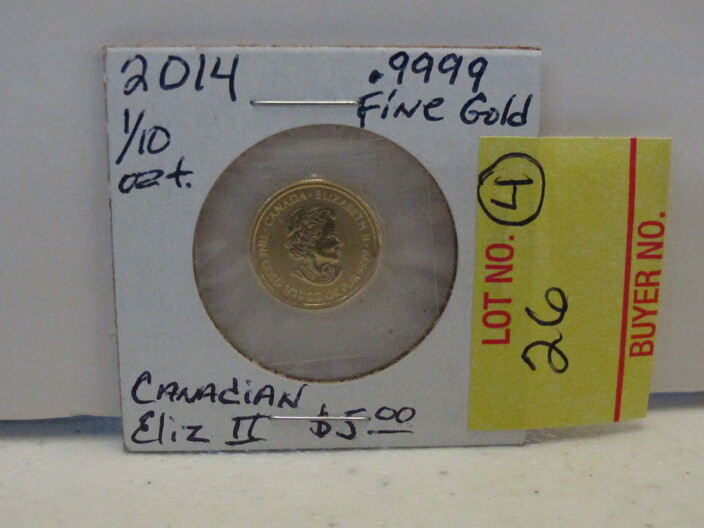 2014
.9999
Fine Gold
1/10
oz t.
CANADA · ELIZABETH II
Canadian
Eliz II $5.00
LOT NO. 4
26
BUYER NO.